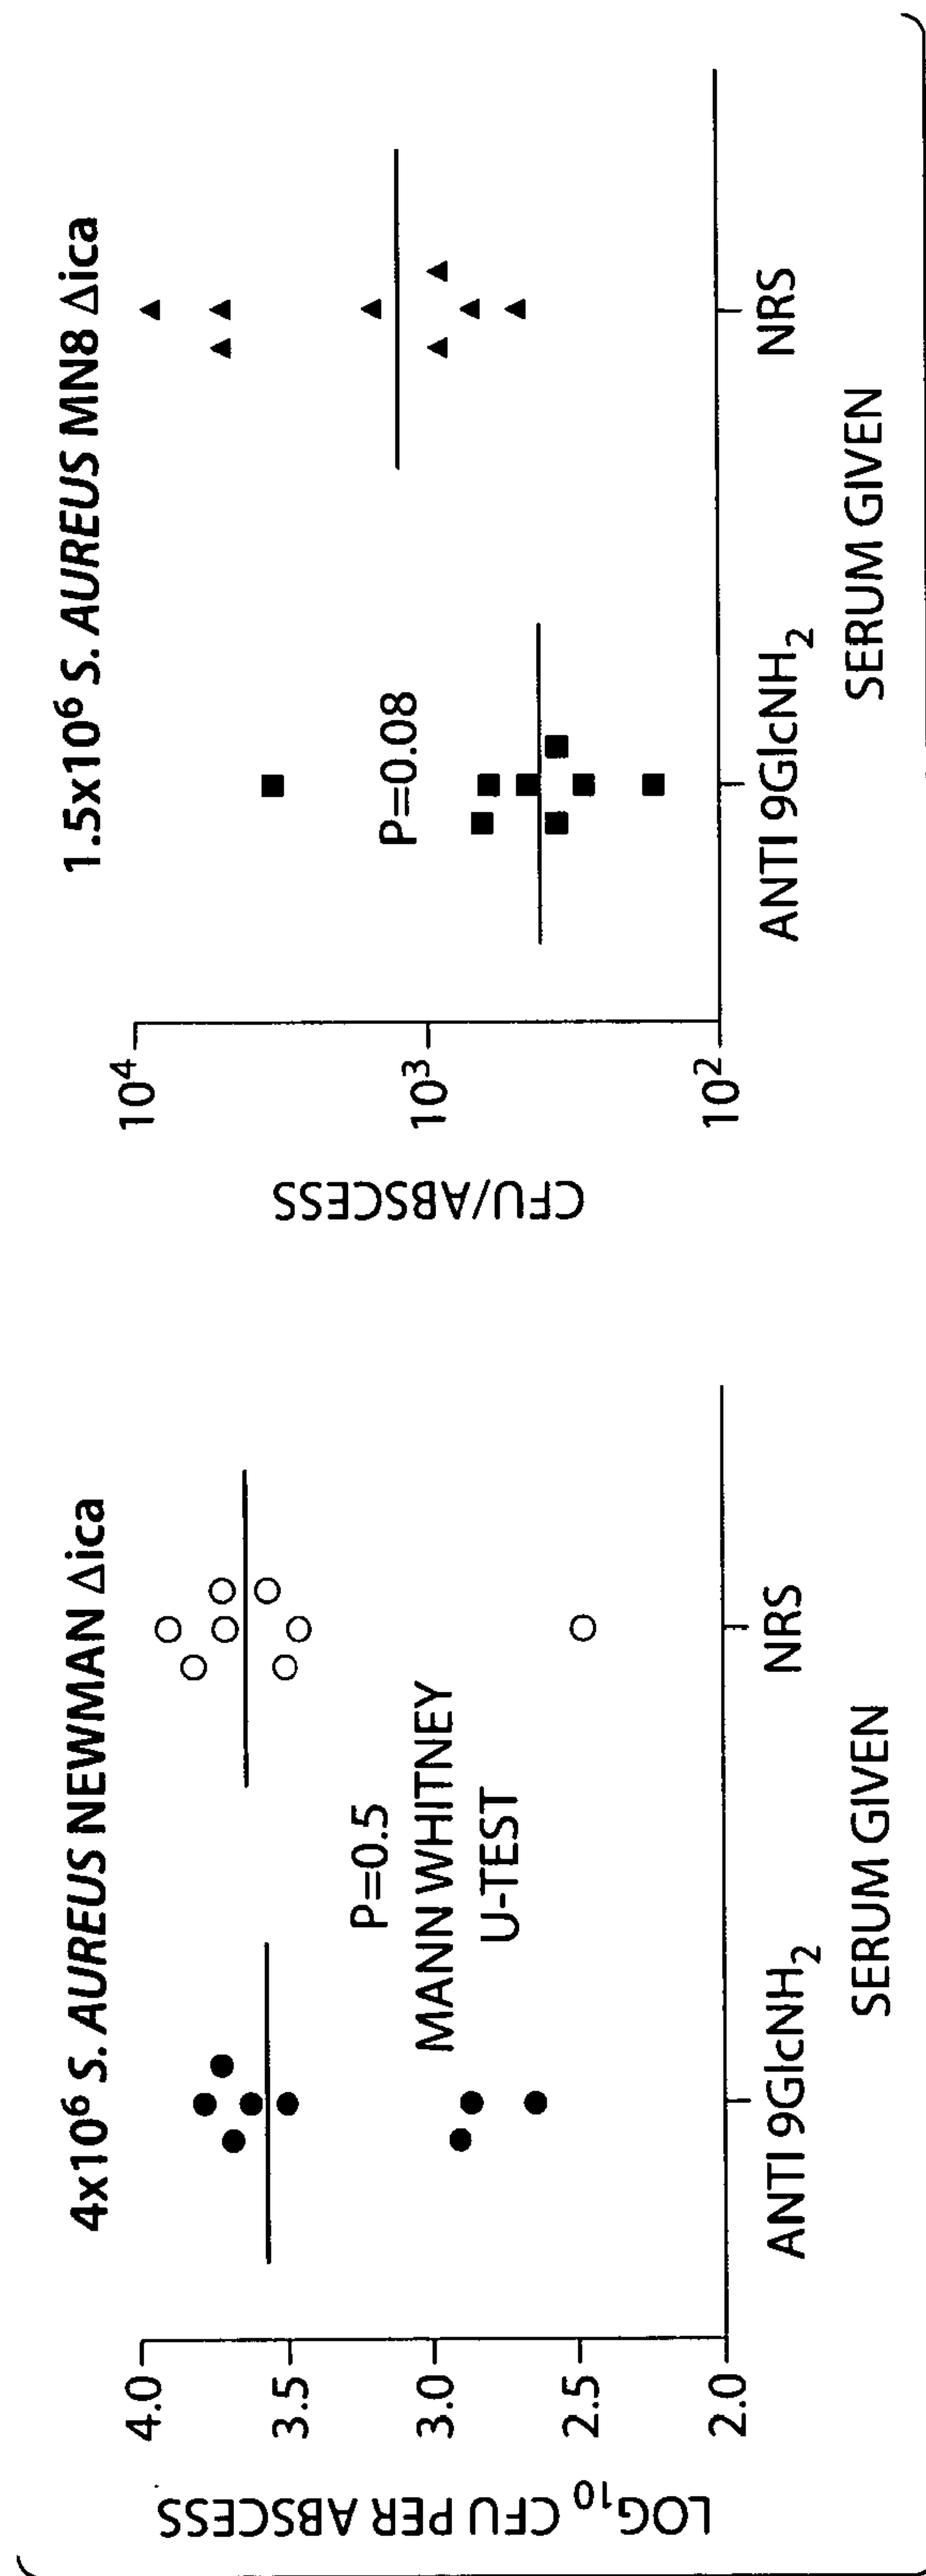 4x10⁶ S. AUREUS NEWMAN Δica
LOG₁₀ CFU PER ABSCESS
4.0
3.5
3.0
2.5
2.0
P=0.5
MANN WHITNEY
U-TEST
ANTI 9GlcNH₂
NRS
SERUM GIVEN
1.5x10⁶ S. AUREUS MN8 Δica
CFU/ABSCESS
10⁴
10³
10²
P=0.08
ANTI 9GlcNH₂
NRS
SERUM GIVEN